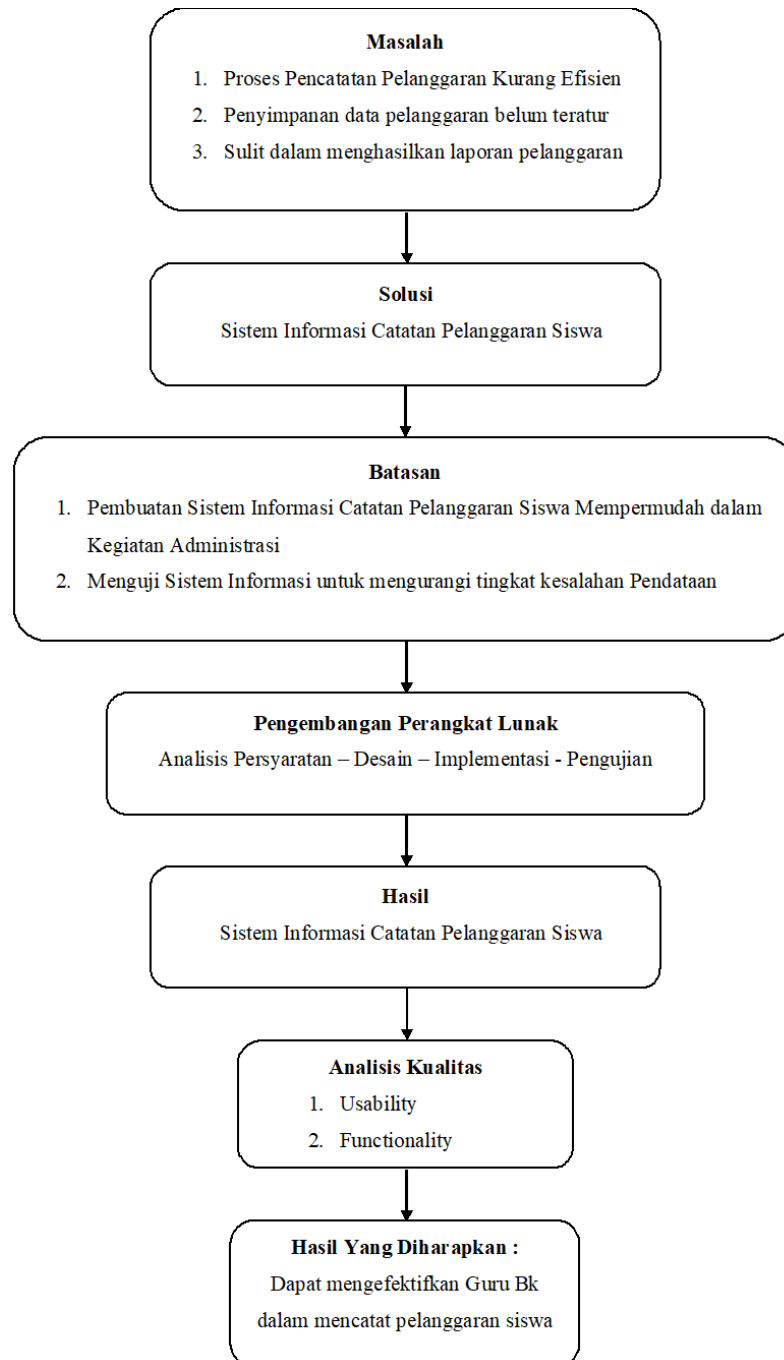 Masalah
1. Proses Pencatatan Pelanggaran Kurang Efisien
2. Penyimpanan data pelanggaran belum teratur
3. Sulit dalam menghasilkan laporan pelanggaran
Solusi
Sistem Informasi Catatan Pelanggaran Siswa
Batasan
1. Pembuatan Sistem Informasi Catatan Pelanggaran Siswa Mempermudah dalam
Kegiatan Administrasi
2. Menguji Sistem Informasi untuk mengurangi tingkat kesalahan Pendataan
Pengembangan Perangkat Lunak
Analisis Persyaratan – Desain – Implementasi - Pengujian
Hasil
Sistem Informasi Catatan Pelanggaran Siswa
Analisis Kualitas
1. Usability
2. Functionality
Hasil Yang Diharapkan :
Dapat mengefektifkan Guru Bk
dalam mencatat pelanggaran siswa